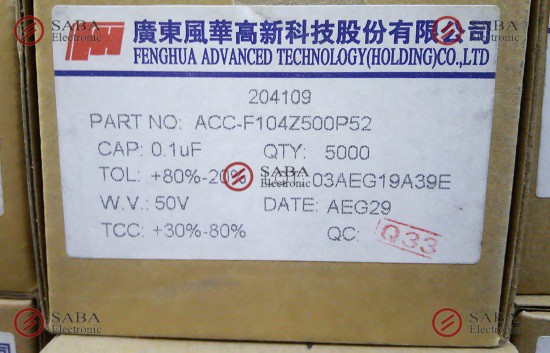 SABA
Electronic
SABA
Electronic
廣東風華高新科技股份有限公司
FENGHUA ADVANCED TECHNOLOGY(HOLDING)CO.,LTD
204109
PART NO: ACC-F104Z500P52
CAP: 0.1uF QTY: 5000
TOL: +80%-20% 03AEG19A39E
SABA
Electronic
W.V.: 50V DATE: AEG29
TCC: +30%-80% QC: Q33
SABA
Electronic
SABA
Electronic